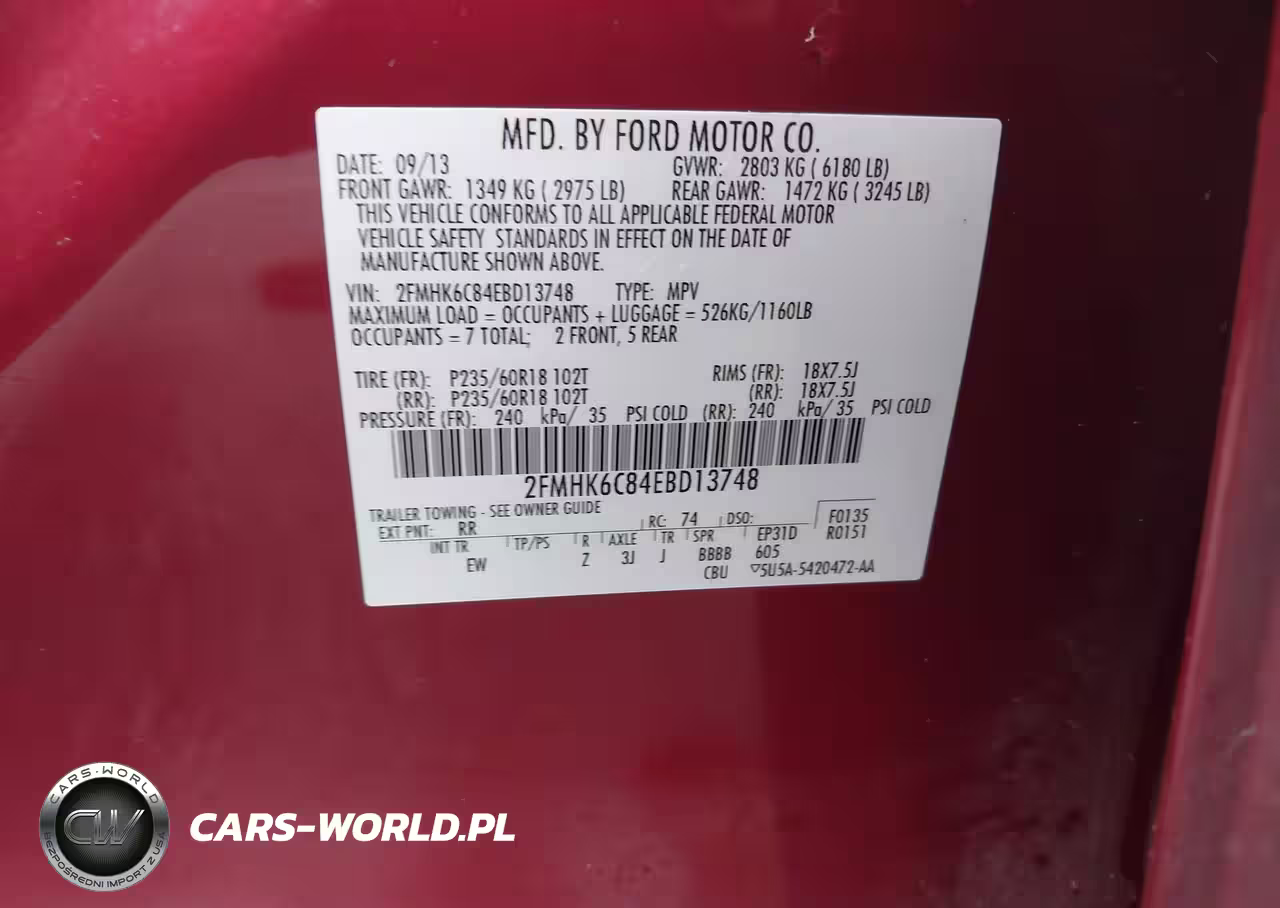 MFD. BY FORD MOTOR CO.
DATE: 09/13 GVWR: 2803 KG ( 6180 LB)
FRONT GAWR: 1349 KG ( 2975 LB) REAR GAWR: 1472 KG ( 3245 LB)
THIS VEHICLE CONFORMS TO ALL APPLICABLE FEDERAL MOTOR
VEHICLE SAFETY STANDARDS IN EFFECT ON THE DATE OF
MANUFACTURE SHOWN ABOVE.
VIN: 2FMHK6C84EBD13748 TYPE: MPV
MAXIMUM LOAD = OCCUPANTS + LUGGAGE = 526KG/1160LB
OCCUPANTS = 7 TOTAL; 2 FRONT, 5 REAR
TIRE (FR): P235/60R18 102T RIMS (FR): 18X7.5J
(RR): P235/60R18 102T (RR): 18X7.5J
PRESSURE (FR): 240 kPa/ 35 PSI COLD (RR): 240 kPa/ 35 PSI COLD
2FMHK6C84EBD13748
TRAILER TOWING - SEE OWNER GUIDE
EXT PNT: RR RC: 74 DSO: F0135
INT TR TP/PS R AXLE TR SPR EP31D R0151
EW Z 3J J BBBB 605
CBU ▽5U5A-5420472-AA
CARS-WORLD
CW
BEZPOŚREDNI IMPORT Z USA
CARS-WORLD.PL